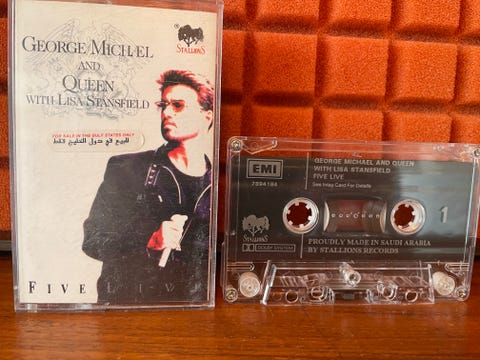 STALLIONS
GEORGE MICHAEL
AND
QUEEN
WITH LISA STANSFIELD
FOR SALE IN THE GULF STATES ONLY
للبيع في دول الخليج فقط
FIVE LIVE
EMI
7894184
GEORGE MICHAEL AND QUEEN
WITH LISA STANSFIELD
FIVE LIVE
See Inlay Card For Details
1
STALLIONS
DOLBY SYSTEM
PROUDLY MADE IN SAUDI ARABIA
BY STALLIONS RECORDS